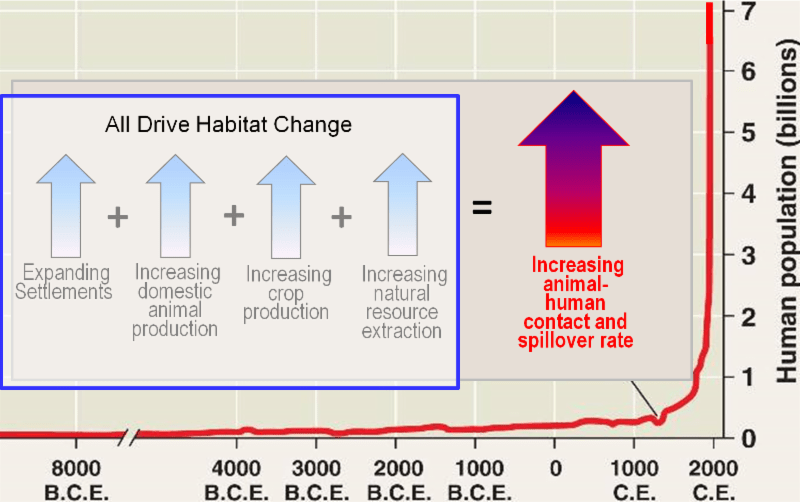 All Drive Habitat Change
+ + + =
Expanding
Settlements
Increasing
domestic
animal
production
Increasing
crop
production
Increasing
natural
resource
extraction
Increasing
animal-
human
contact and
spillover rate
7
6
5
4
3
2
1
0
Human population (billions)
8000
B.C.E.
4000
B.C.E.
3000
B.C.E.
2000
B.C.E.
1000
B.C.E.
0
1000
C.E.
2000
C.E.